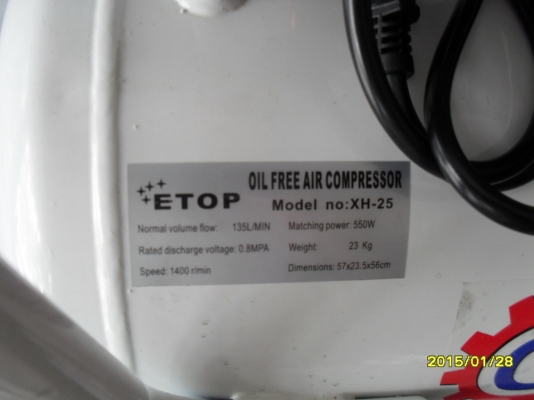 OIL FREE AIR COMPRESSOR
ETOP Model no:XH-25
Normal volume flow: 135L/MIN Matching power: 550W
Rated discharge voltage: 0.8MPA Weight: 23 Kg
Speed: 1400 r/min Dimensions: 57x23.5x56cm
2015/01/28